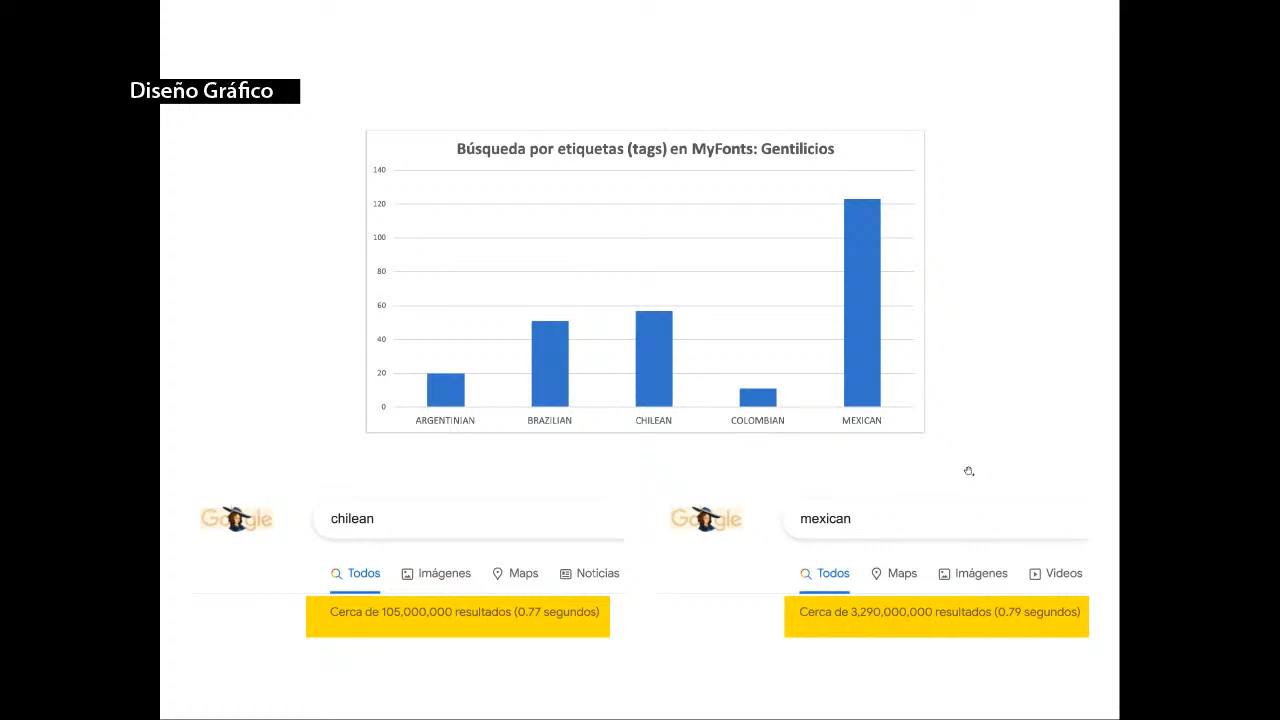 Diseño Gráfico
Búsqueda por etiquetas (tags) en MyFonts: Gentilicios
140
120
100
80
60
40
20
0
ARGENTINIAN BRAZILIAN CHILEAN COLOMBIAN MEXICAN
Google chilean
Todos Imágenes Maps Noticias
Cerca de 105,000,000 resultados (0.77 segundos)
Google mexican
Todos Maps Imágenes Videos
Cerca de 3,290,000,000 resultados (0.79 segundos)